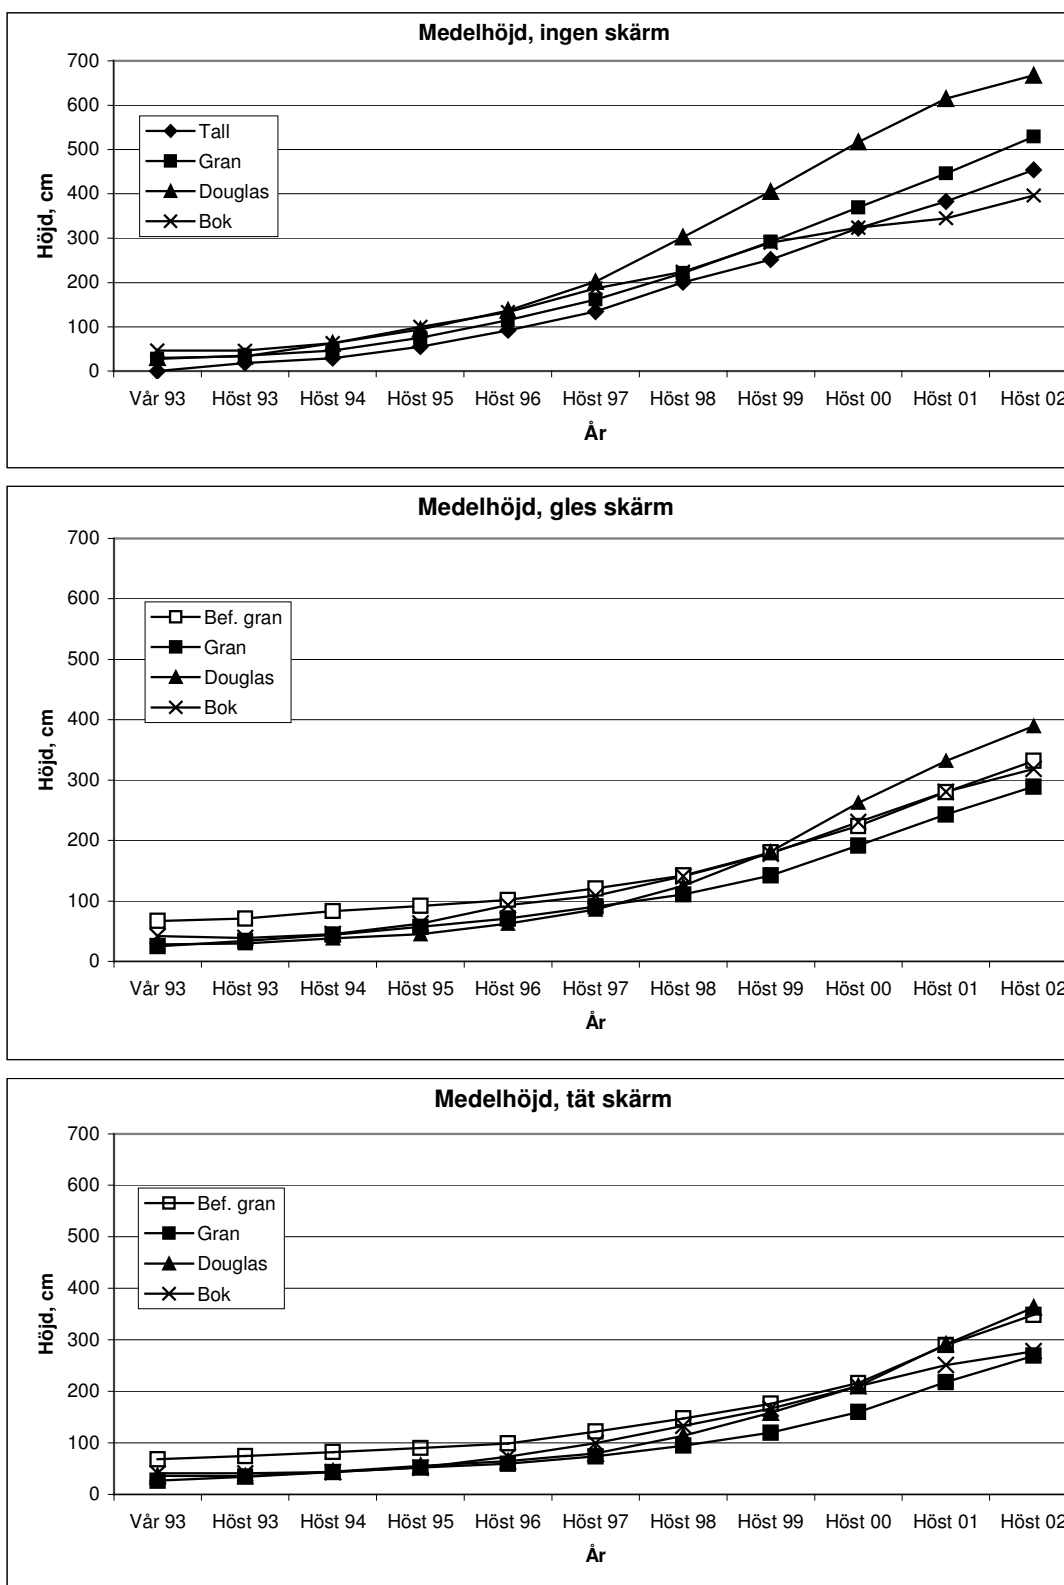 Medelhöjd, ingen skärm
700
600
500
400
300
200
100
0
Höjd, cm
Tall
Gran
Douglas
Bok
Vår 93 Höst 93 Höst 94 Höst 95 Höst 96 Höst 97 Höst 98 Höst 99 Höst 00 Höst 01 Höst 02
År
Medelhöjd, gles skärm
700
600
500
400
300
200
100
0
Höjd, cm
Bef. gran
Gran
Douglas
Bok
Vår 93 Höst 93 Höst 94 Höst 95 Höst 96 Höst 97 Höst 98 Höst 99 Höst 00 Höst 01 Höst 02
År
Medelhöjd, tät skärm
700
600
500
400
300
200
100
0
Höjd, cm
Bef. gran
Gran
Douglas
Bok
Vår 93 Höst 93 Höst 94 Höst 95 Höst 96 Höst 97 Höst 98 Höst 99 Höst 00 Höst 01 Höst 02
År